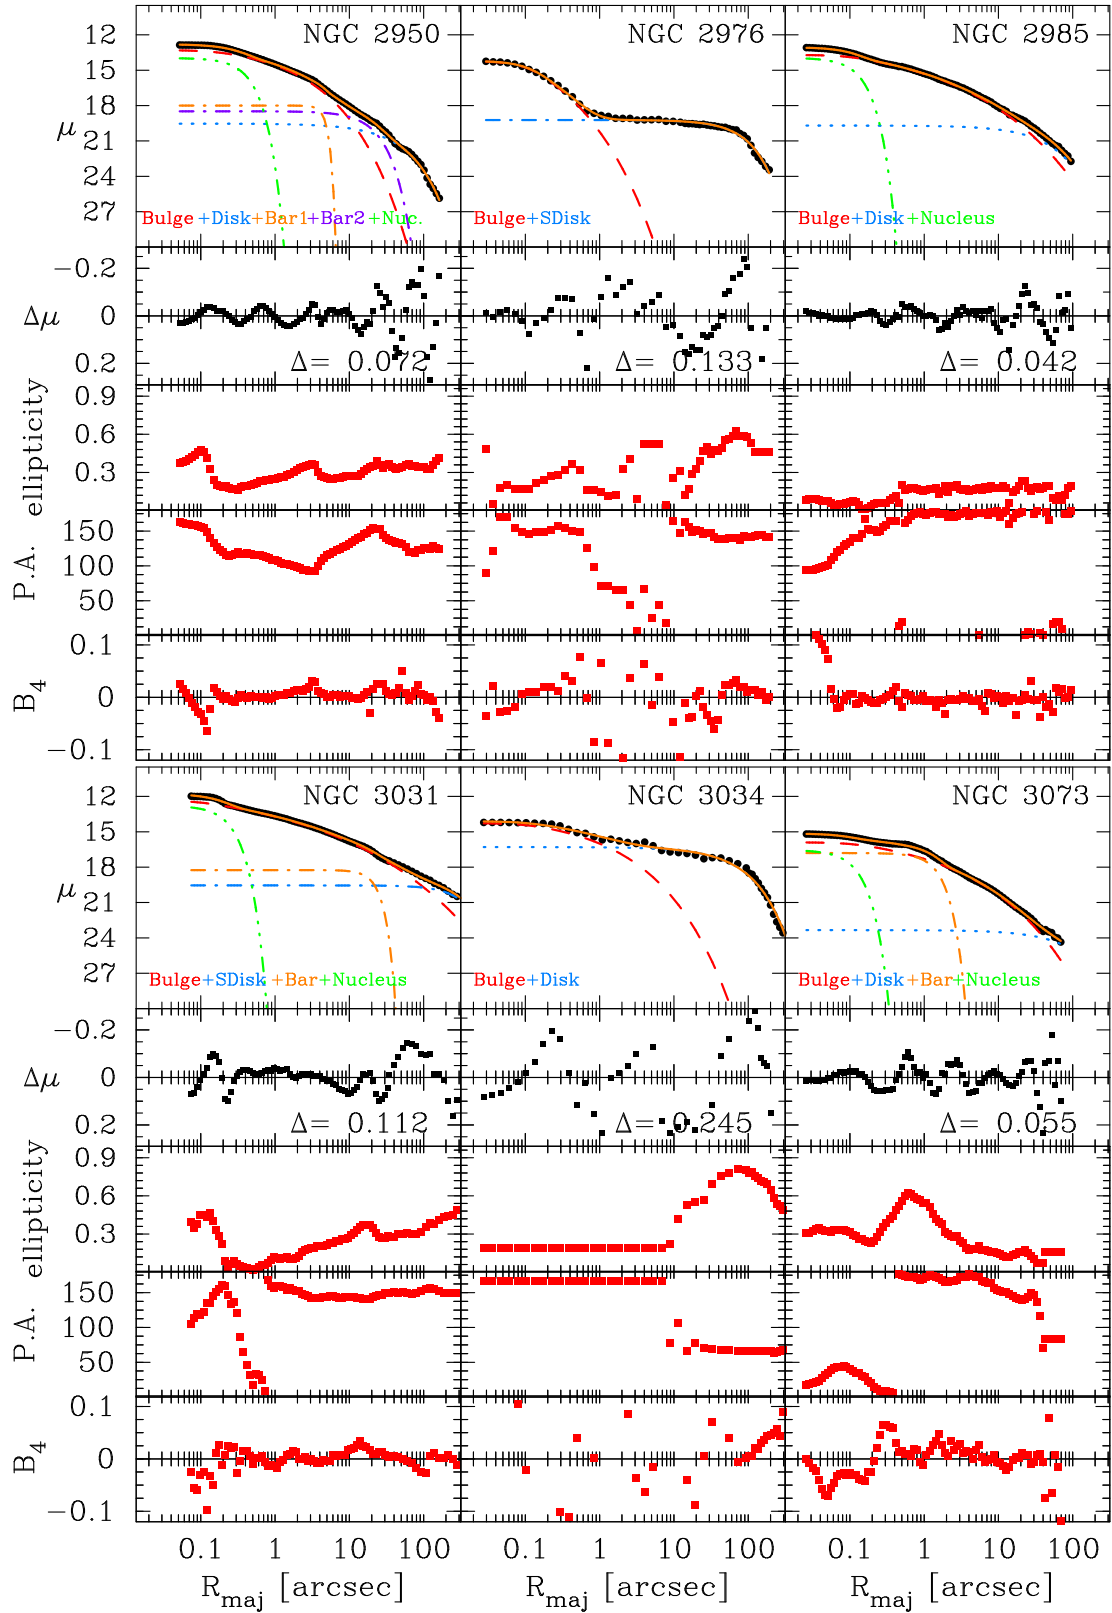 NGC 2950 NGC 2976 NGC 2985
12
15
18
μ
21
24
27
Bulge+Disk+Bar1+Bar2+Nuc. Bulge+SDisk Bulge+Disk+Nucleus
−0.2
Δμ 0
0.2 Δ= 0.072 Δ= 0.133 Δ= 0.042
ellipticity
0.9
0.6
0.3
P.A.
150
100
50
B4
0.1
0
−0.1
NGC 3031 NGC 3034 NGC 3073
12
15
18
μ
21
24
27
Bulge+SDisk+Bar+Nucleus Bulge+Disk Bulge+Disk+Bar+Nucleus
−0.2
Δμ 0
0.2 Δ= 0.112 Δ= 0.245 Δ= 0.055
ellipticity
0.9
0.6
0.3
P.A.
150
100
50
B4
0.1
0
−0.1
0.1 1 10 100 0.1 1 10 100 0.1 1 10 100
Rmaj [arcsec] Rmaj [arcsec] Rmaj [arcsec]